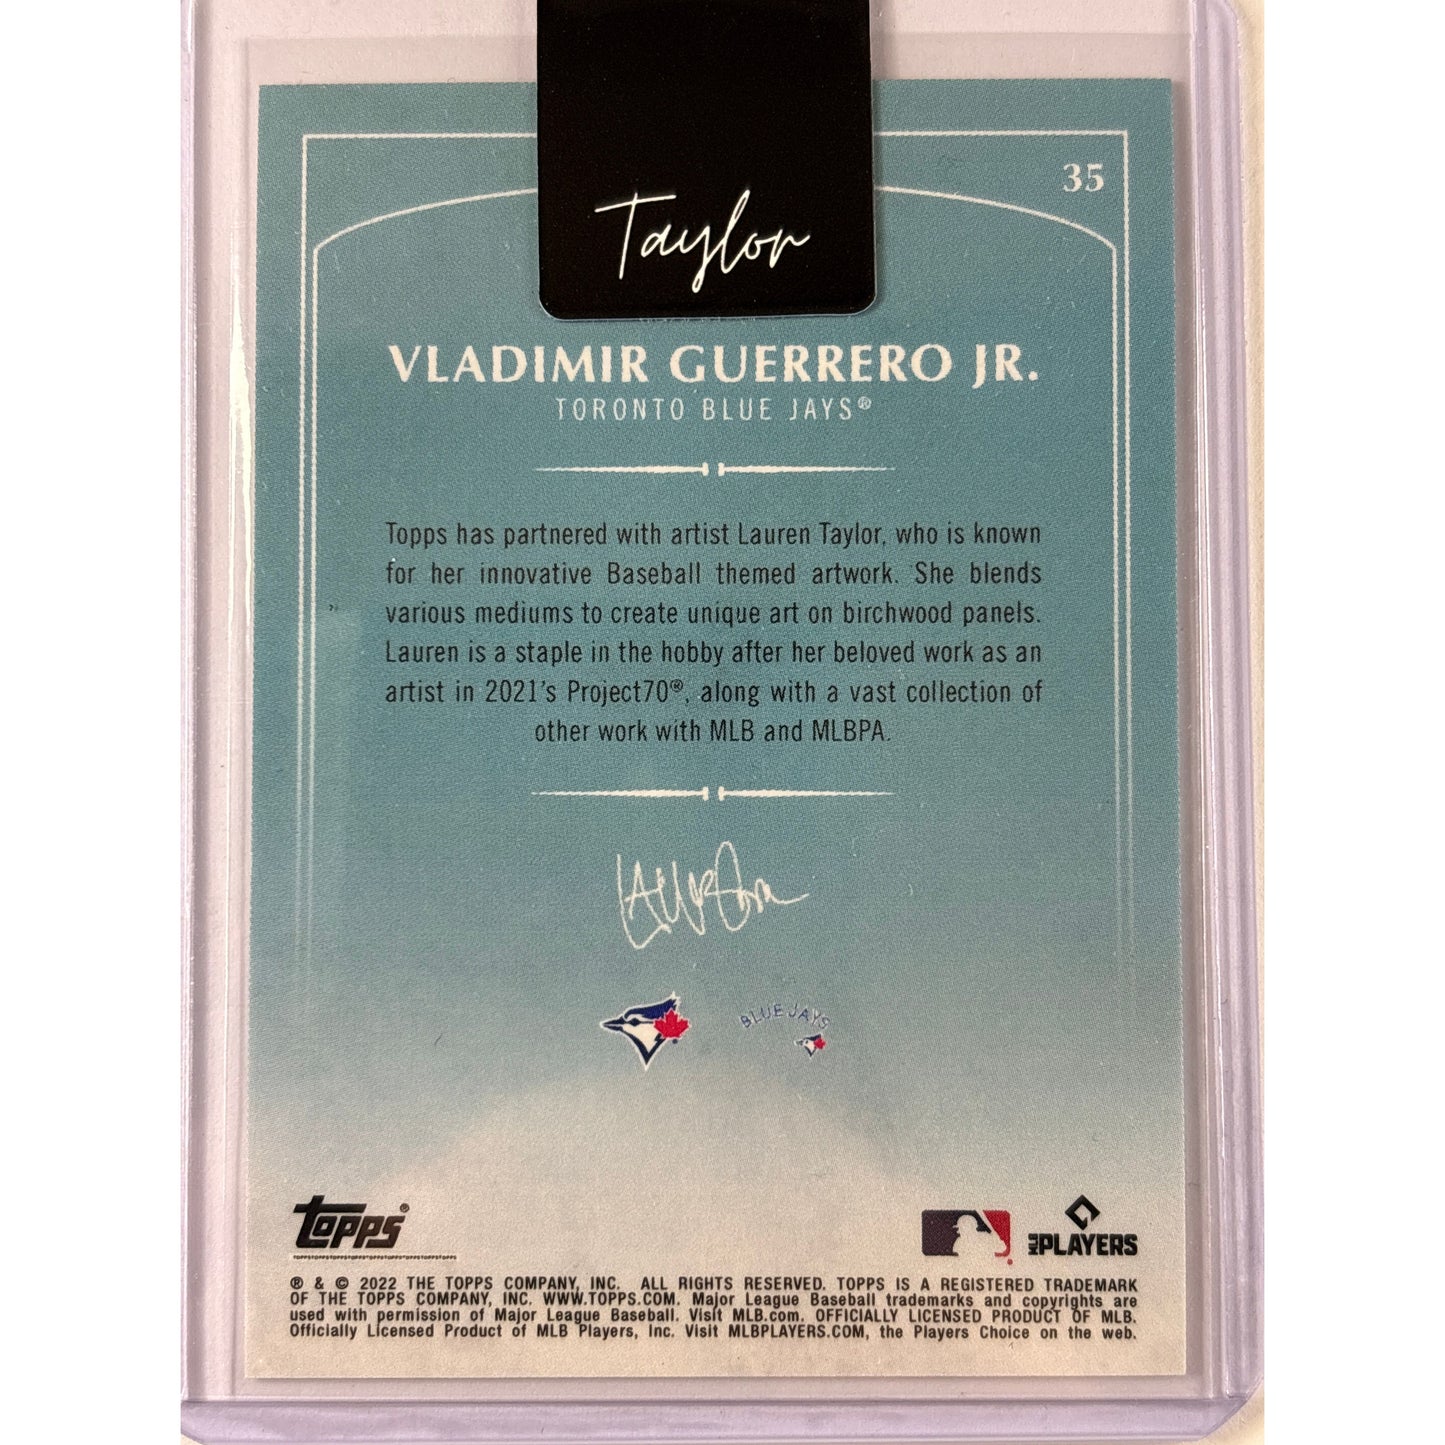 Taylor
35
VLADIMIR GUERRERO JR.
TORONTO BLUE JAYS®
Topps has partnered with artist Lauren Taylor, who is known
for her innovative Baseball themed artwork. She blends
various mediums to create unique art on birchwood panels.
Lauren is a staple in the hobby after her beloved work as an
artist in 2021's Project70®, along with a vast collection of
other work with MLB and MLBPA.
BLUE JAYS
Topps®
TOPPSTOPPSTOPPSTOPPSTOPPSTOPPSTOPPSTOPPS
MLB PLAYERS
® & © 2022 THE TOPPS COMPANY, INC. ALL RIGHTS RESERVED. TOPPS IS A REGISTERED TRADEMARK
OF THE TOPPS COMPANY, INC. WWW.TOPPS.COM. Major League Baseball trademarks and copyrights are
used with permission of Major League Baseball. Visit MLB.com. OFFICIALLY LICENSED PRODUCT OF MLB.
Officially Licensed Product of MLB Players, Inc. Visit MLBPLAYERS.COM, the Players Choice on the web.